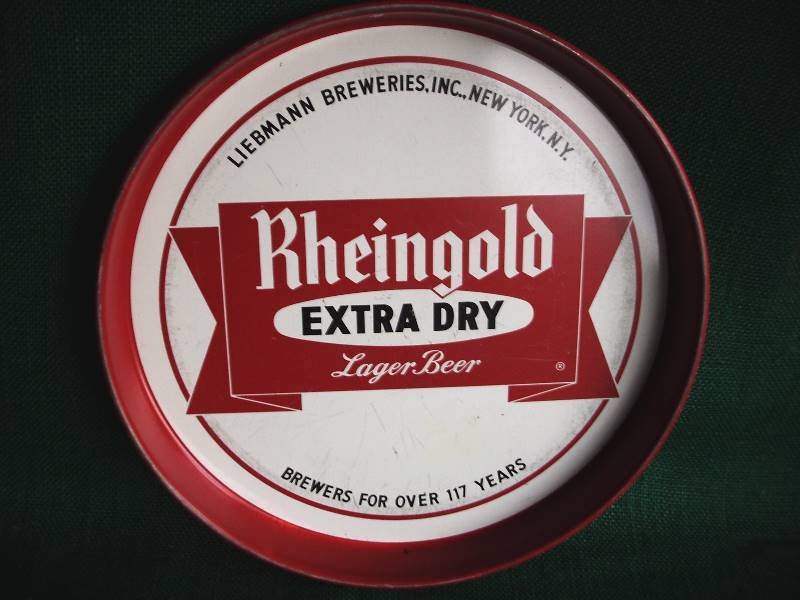 LIEBMANN BREWERIES, INC., NEW YORK, N.Y.
Rheingold
EXTRA DRY
Lager Beer ®
BREWERS FOR OVER 117 YEARS